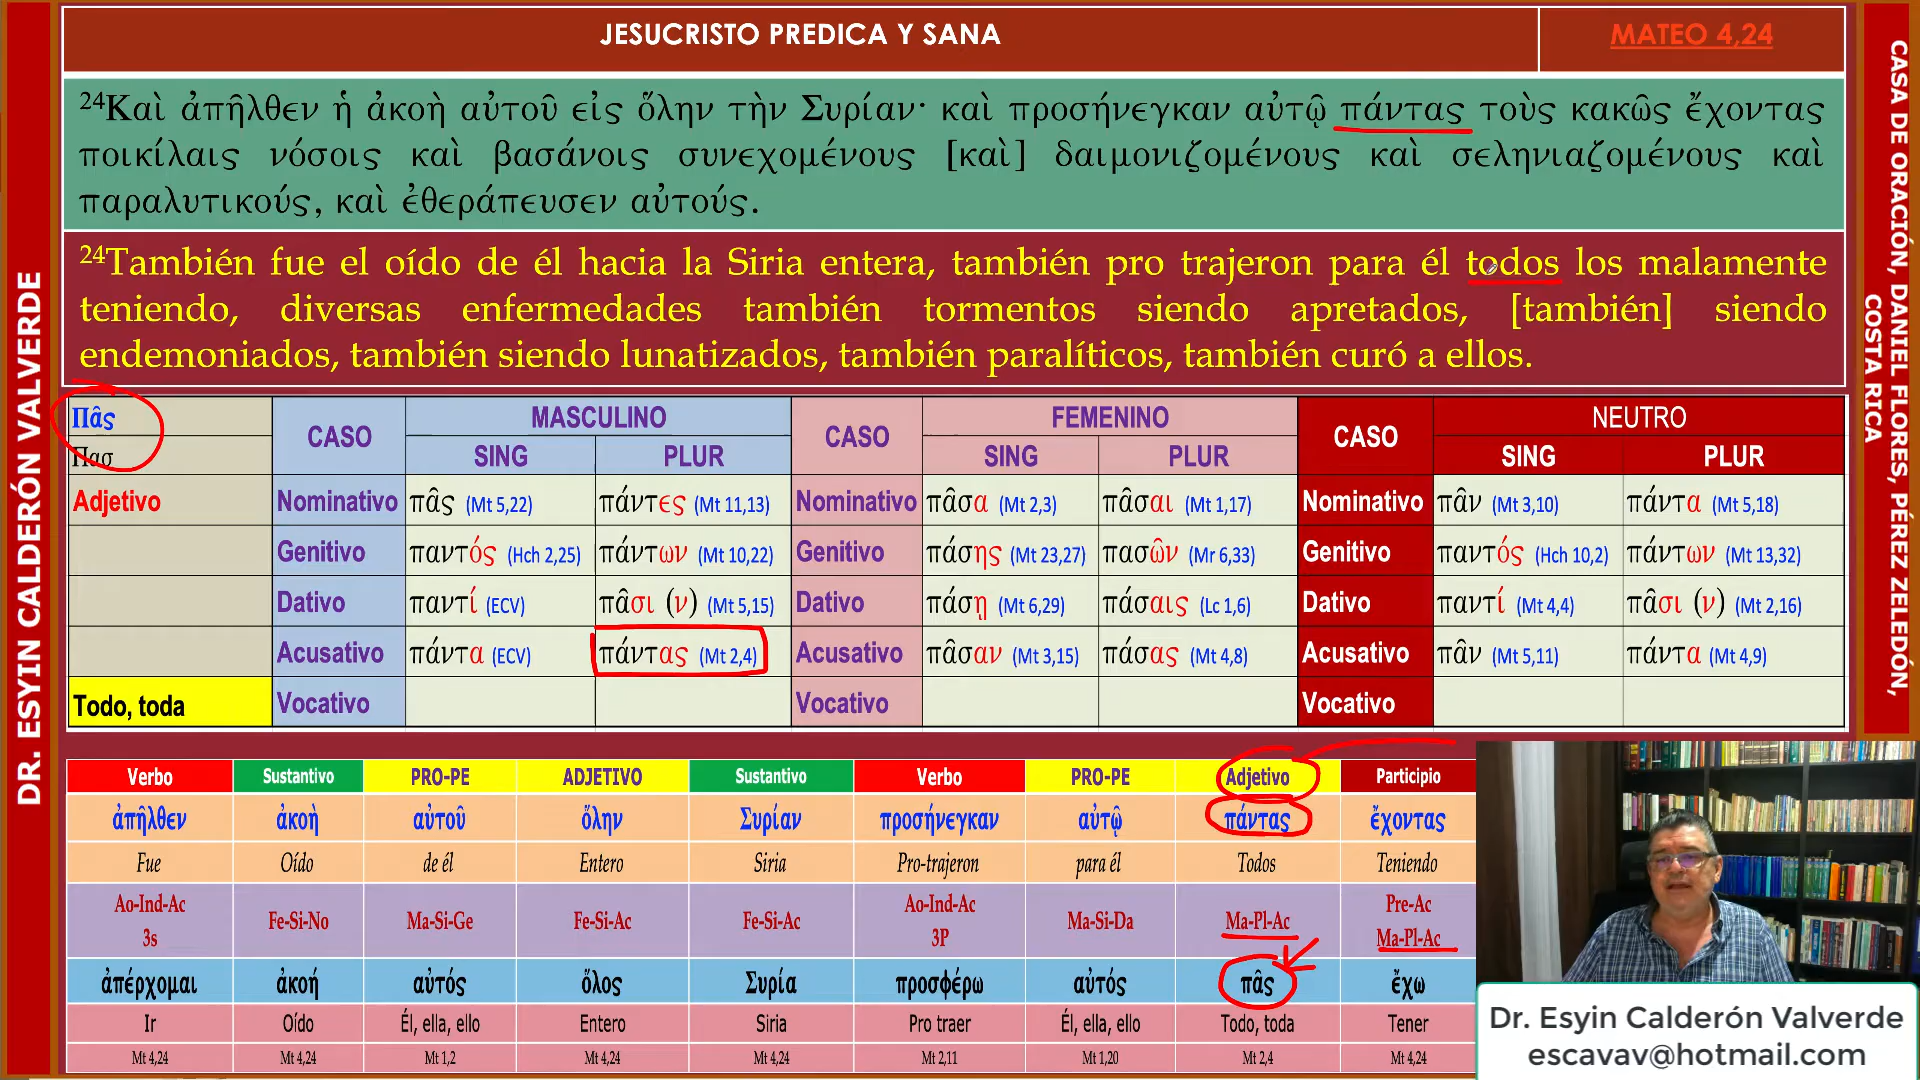 JESUCRISTO PREDICA Y SANA
MATEO 4,24
²⁴Καὶ ἀπῆλθεν ἡ ἀκοὴ αὐτοῦ εἰς ὅλην τὴν Συρίαν· καὶ προσήνεγκαν αὐτῷ πάντας τοὺς κακῶς ἔχοντας
ποικίλαις νόσοις καὶ βασάνοις συνεχομένους [καὶ] δαιμονιζομένους καὶ σεληνιαζομένους καὶ
παραλυτικούς, καὶ ἐθεράπευσεν αὐτούς.
²⁴También fue el oído de él hacia la Siria entera, también pro trajeron para él todos los malamente
teniendo, diversas enfermedades también tormentos siendo apretados, [también] siendo
endemoniados, también siendo lunatizados, también paralíticos, también curó a ellos.
Πᾶς CASO MASCULINO CASO FEMENINO CASO NEUTRO
Πασ SING PLUR SING PLUR SING PLUR
Adjetivo Nominativo πᾶς (Mt 5,22) πάντες (Mt 11,13) Nominativo πᾶσα (Mt 2,3) πᾶσαι (Mt 1,17) Nominativo πᾶν (Mt 3,10) πάντα (Mt 5,18)
Genitivo παντός (Hch 2,25) πάντων (Mt 10,22) Genitivo πάσης (Mt 23,27) πασῶν (Mr 6,33) Genitivo παντός (Hch 10,2) πάντων (Mt 13,32)
Dativo παντί (ECV) πᾶσι (ν) (Mt 5,15) Dativo πάσῃ (Mt 6,29) πάσαις (Lc 1,6) Dativo παντί (Mt 4,4) πᾶσι (ν) (Mt 2,16)
Acusativo πάντα (ECV) πάντας (Mt 2,4) Acusativo πᾶσαν (Mt 3,15) πάσας (Mt 4,8) Acusativo πᾶν (Mt 5,11) πάντα (Mt 4,9)
Todo, toda Vocativo Vocativo Vocativo
Verbo Sustantivo PRO-PE ADJETIVO Sustantivo Verbo PRO-PE Adjetivo Participio
ἀπῆλθεν ἀκοὴ αὐτοῦ ὅλην Συρίαν προσήνεγκαν αὐτῷ πάντας ἔχοντας
Fue Oído de él Entero Siria Pro-trajeron para él Todos Teniendo
Ao-Ind-Ac 3s Fe-Si-No Ma-Si-Ge Fe-Si-Ac Fe-Si-Ac Ao-Ind-Ac 3P Ma-Si-Da Ma-Pl-Ac Pre-Ac Ma-Pl-Ac
ἀπέρχομαι ἀκοή αὐτός ὅλος Συρία προσφέρω αὐτός πᾶς ἔχω
Ir Oído Él, ella, ello Entero Siria Pro traer Él, ella, ello Todo, toda Tener
Mt 4,24 Mt 4,24 Mt 1,2 Mt 4,24 Mt 4,24 Mt 2,11 Mt 1,20 Mt 2,4 Mt 4,24
DR. ESYIN CALDERÓN VALVERDE
CASA DE ORACIÓN, DANIEL FLORES, PÉREZ ZELEDÓN,
COSTA RICA
Dr. Esyin Calderón Valverde
escavav@hotmail.com